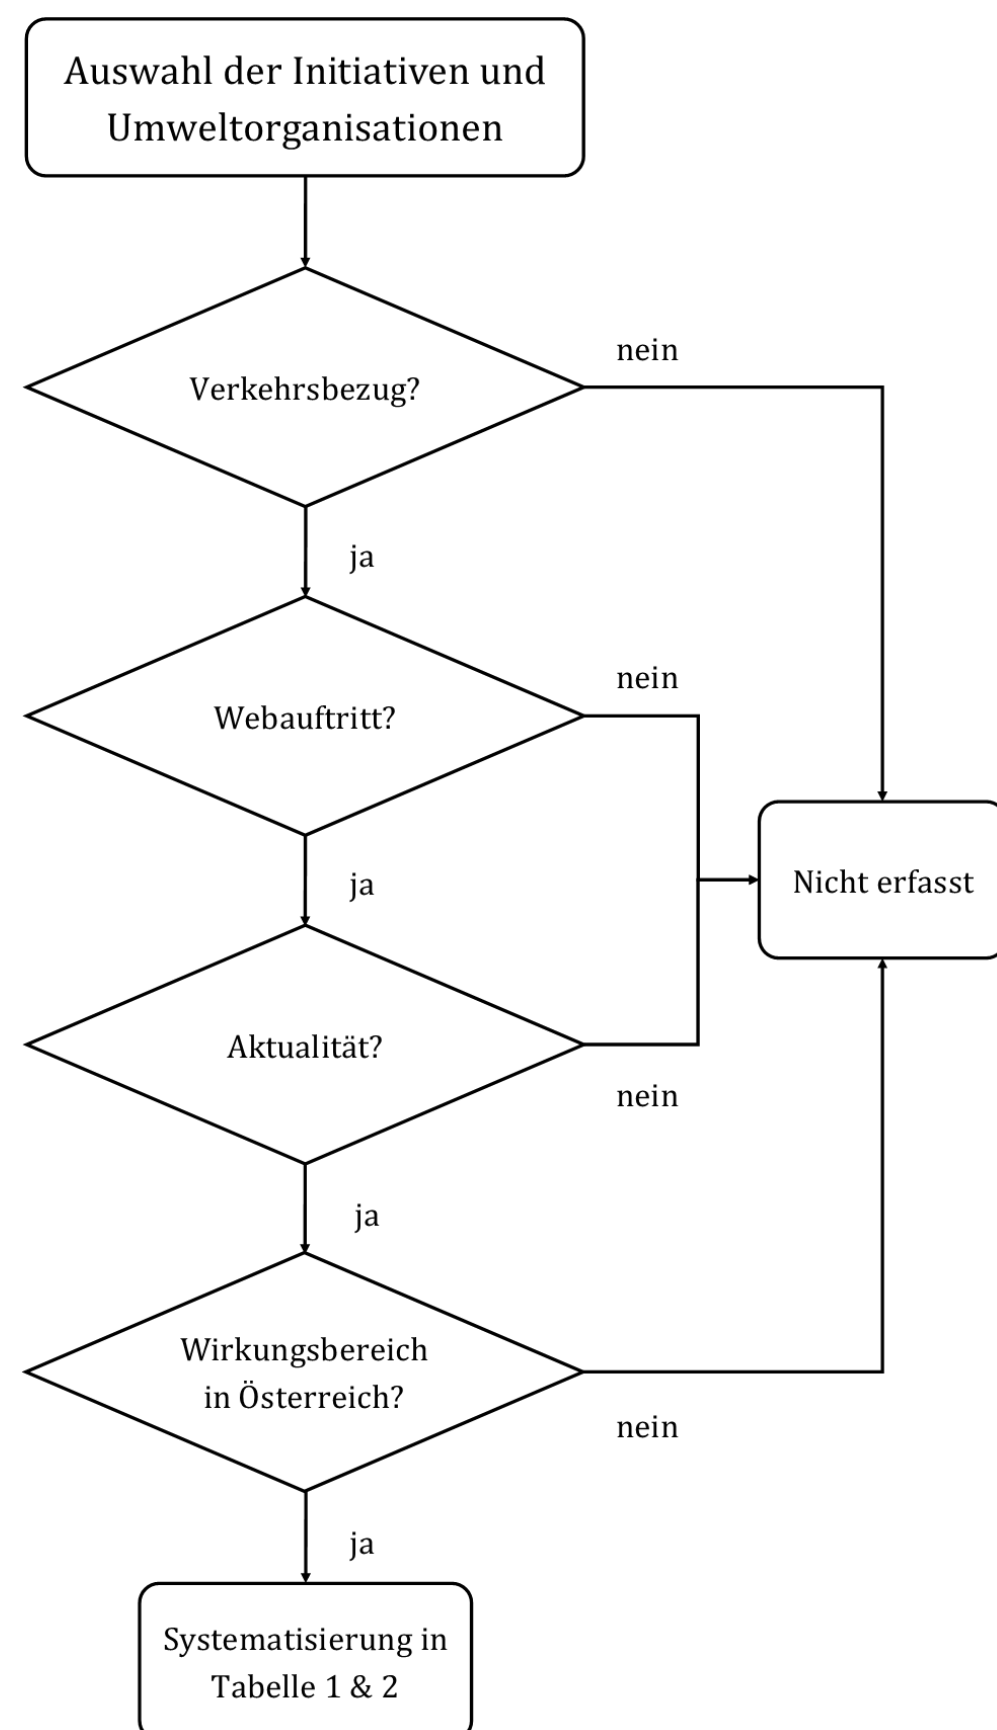 Auswahl der Initiativen und
Umweltorganisationen
nein
Verkehrsbezug?
ja
nein
Webauftritt?
ja
Nicht erfasst
Aktualität?
nein
ja
Wirkungsbereich
in Österreich?
nein
ja
Systematisierung in
Tabelle 1 & 2